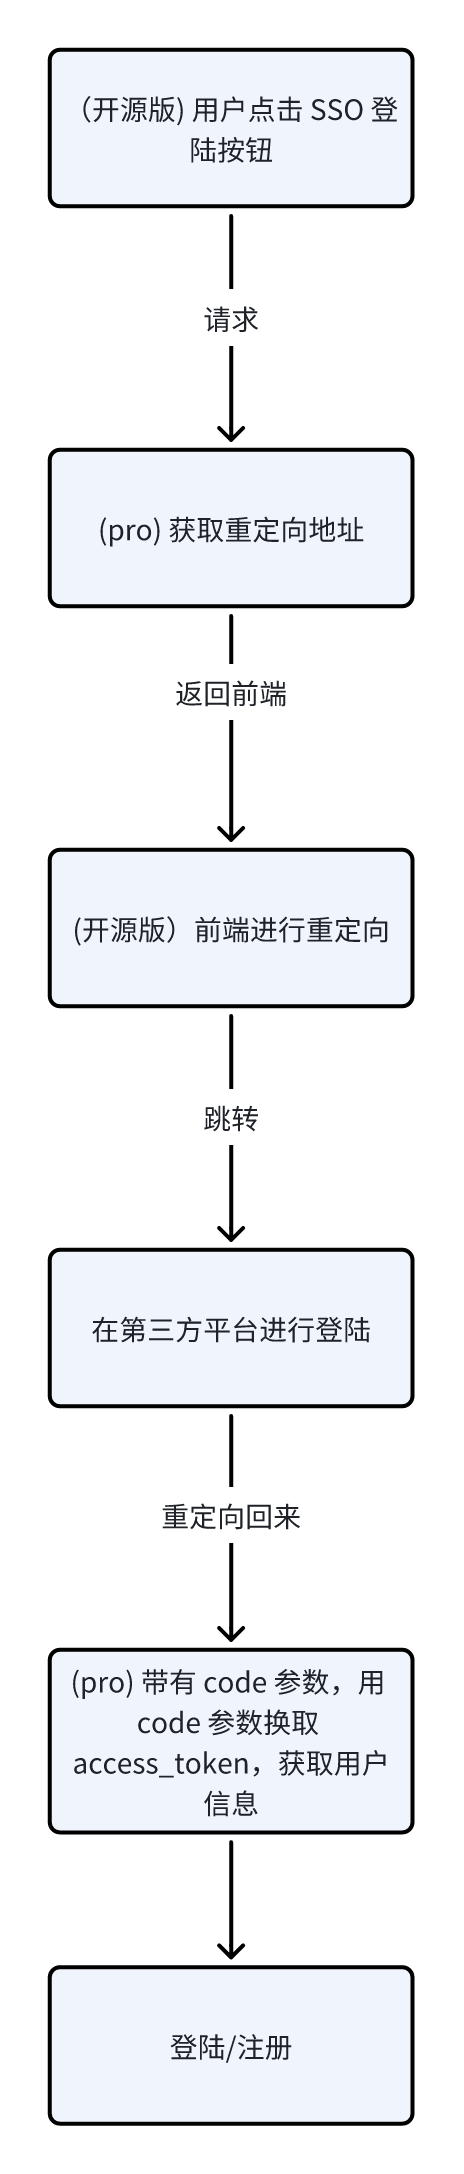 （开源版) 用户点击 SSO 登
陆按钮
请求
(pro) 获取重定向地址
返回前端
(开源版）前端进行重定向
跳转
在第三方平台进行登陆
重定向回来
(pro) 带有 code 参数，用
code 参数换取
access_token，获取用户
信息
登陆/注册